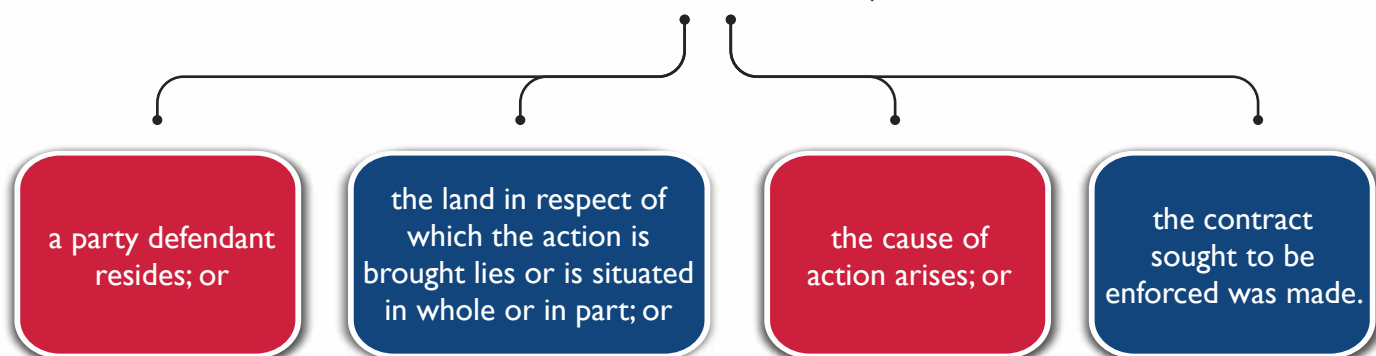 a party defendant
resides; or
the land in respect of
which the action is
brought lies or is situated
in whole or in part; or
the cause of
action arises; or
the contract
sought to be
enforced was made.